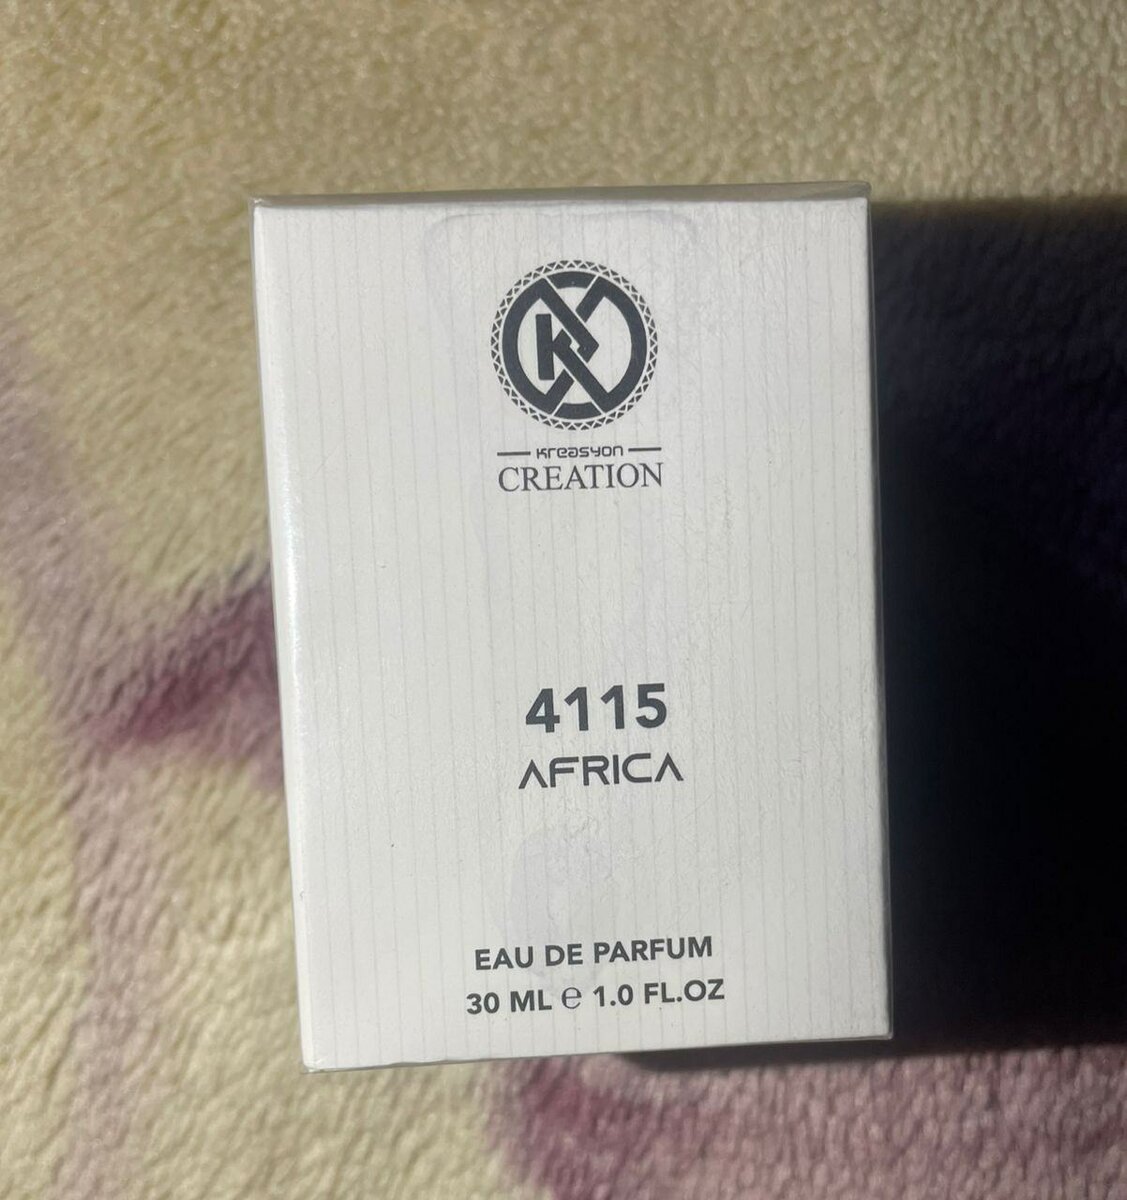 K
Kreasyon
CREATION
4115
AFRICA
EAU DE PARFUM
30 ML ℮ 1.0 FL.OZ